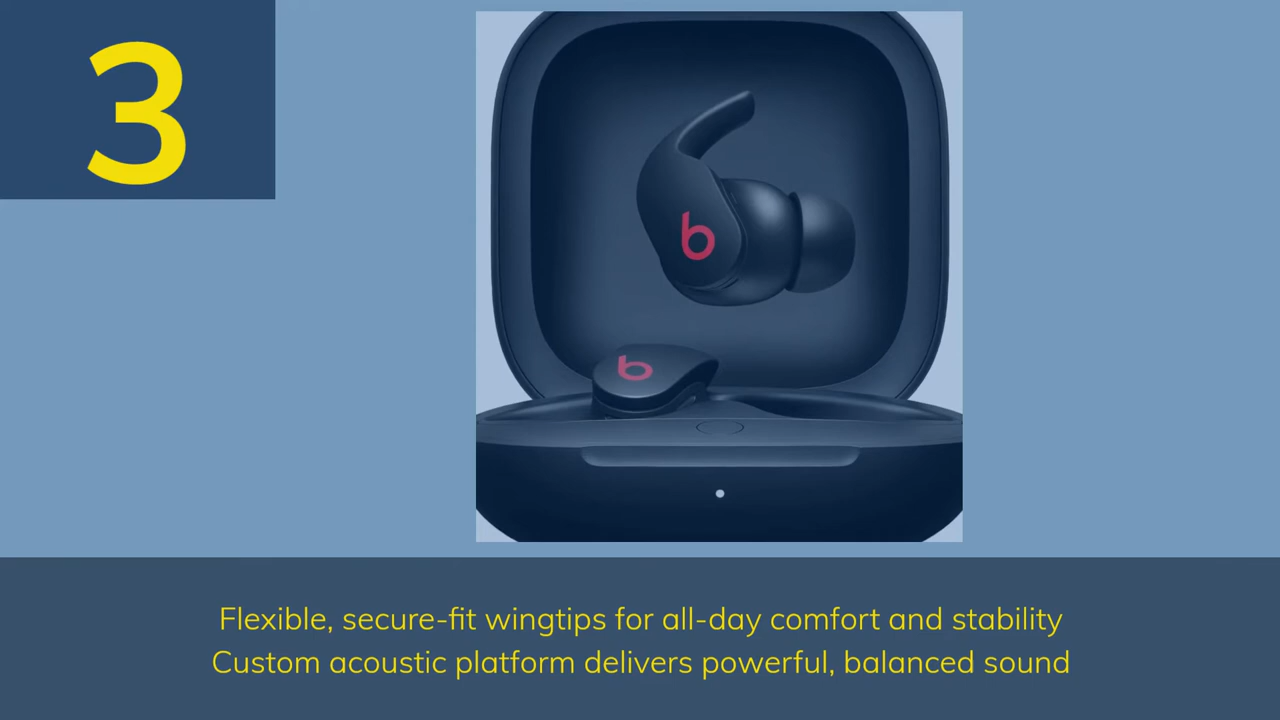 3
b
b
Flexible, secure-fit wingtips for all-day comfort and stability
Custom acoustic platform delivers powerful, balanced sound